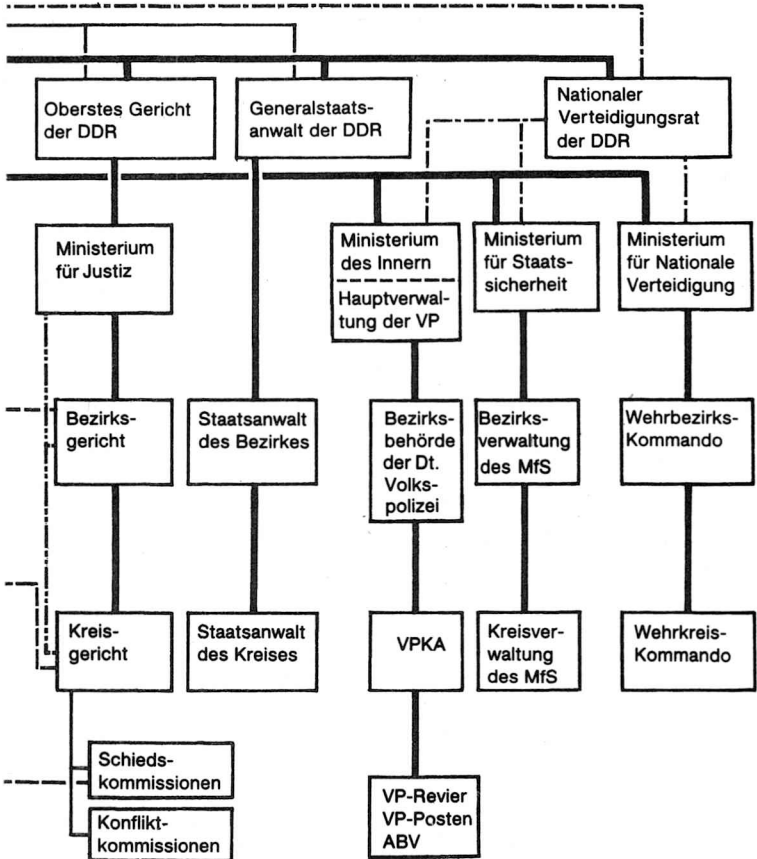 Oberstes Gericht
der DDR
Generalstaats-
anwalt der DDR
Nationaler
Verteidigungsrat
der DDR
Ministerium
für Justiz
Ministerium
des Innern
Hauptverwal-
tung der VP
Ministerium
für Staats-
sicherheit
Ministerium
für Nationale
Verteidigung
Bezirks-
gericht
Staatsanwalt
des Bezirkes
Bezirks-
behörde
der Dt.
Volks-
polizei
Bezirks-
verwaltung
des MfS
Wehrbezirks-
Kommando
Kreis-
gericht
Staatsanwalt
des Kreises
VPKA
Kreisver-
waltung
des MfS
Wehrkreis-
Kommando
Schieds-
kommissionen
Konflikt-
kommissionen
VP-Revier
VP-Posten
ABV